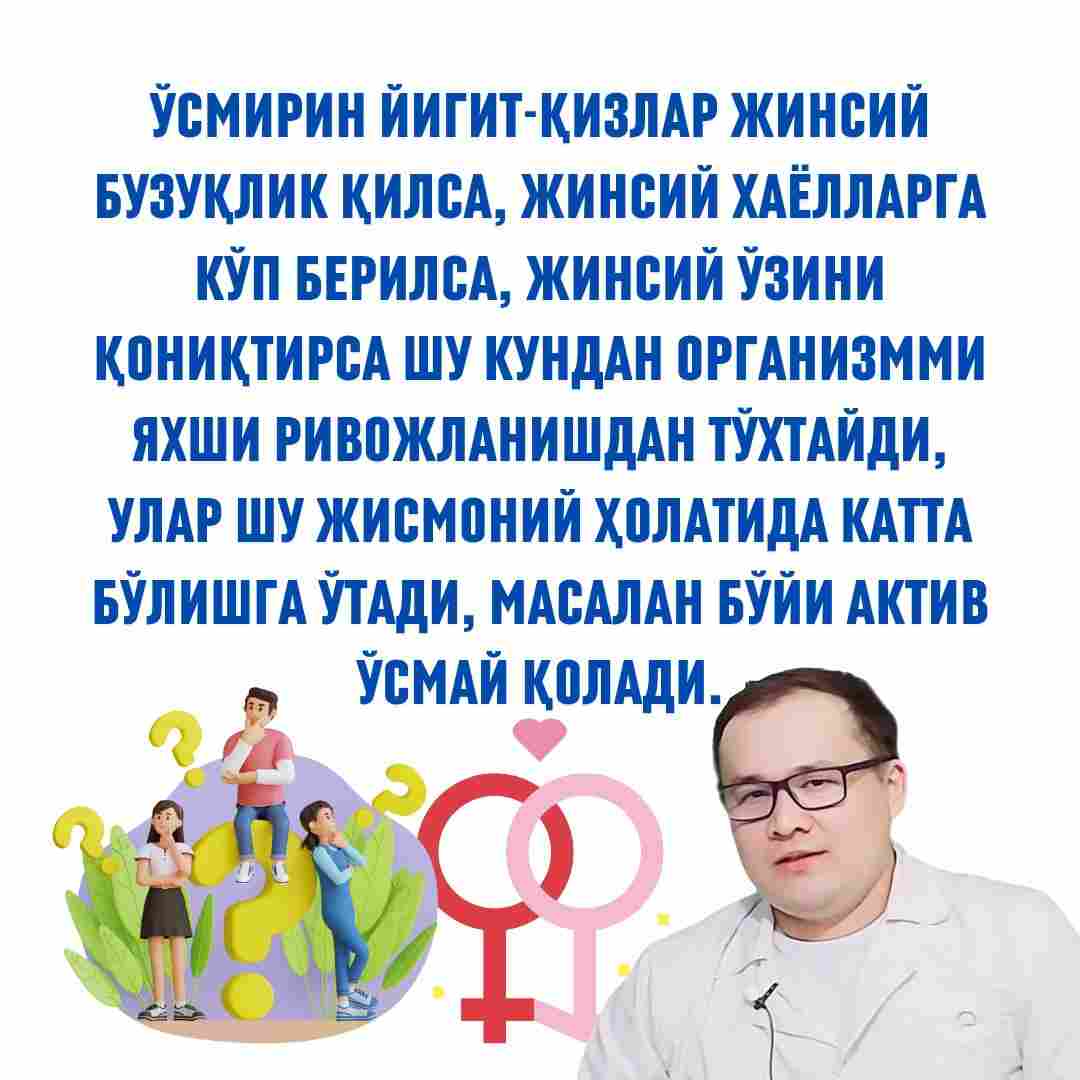 ЎСМИРИН ЙИГИТ-ҚИЗЛАР ЖИНСИЙ
БУЗУҚЛИК ҚИЛСА, ЖИНСИЙ ХАЁЛЛАРГА
КЎП БЕРИЛСА, ЖИНСИЙ ЎЗИНИ
ҚОНИҚТИРСА ШУ КУНДАН ОРГАНИЗММИ
ЯХШИ РИВОЖЛАНИШДАН ТЎХТАЙДИ,
УЛАР ШУ ЖИСМОНИЙ ҲОЛАТИДА КАТТА
БЎЛИШГА ЎТАДИ, МАСАЛАН БЎЙИ АКТИВ
ЎСМАЙ ҚОЛАДИ.